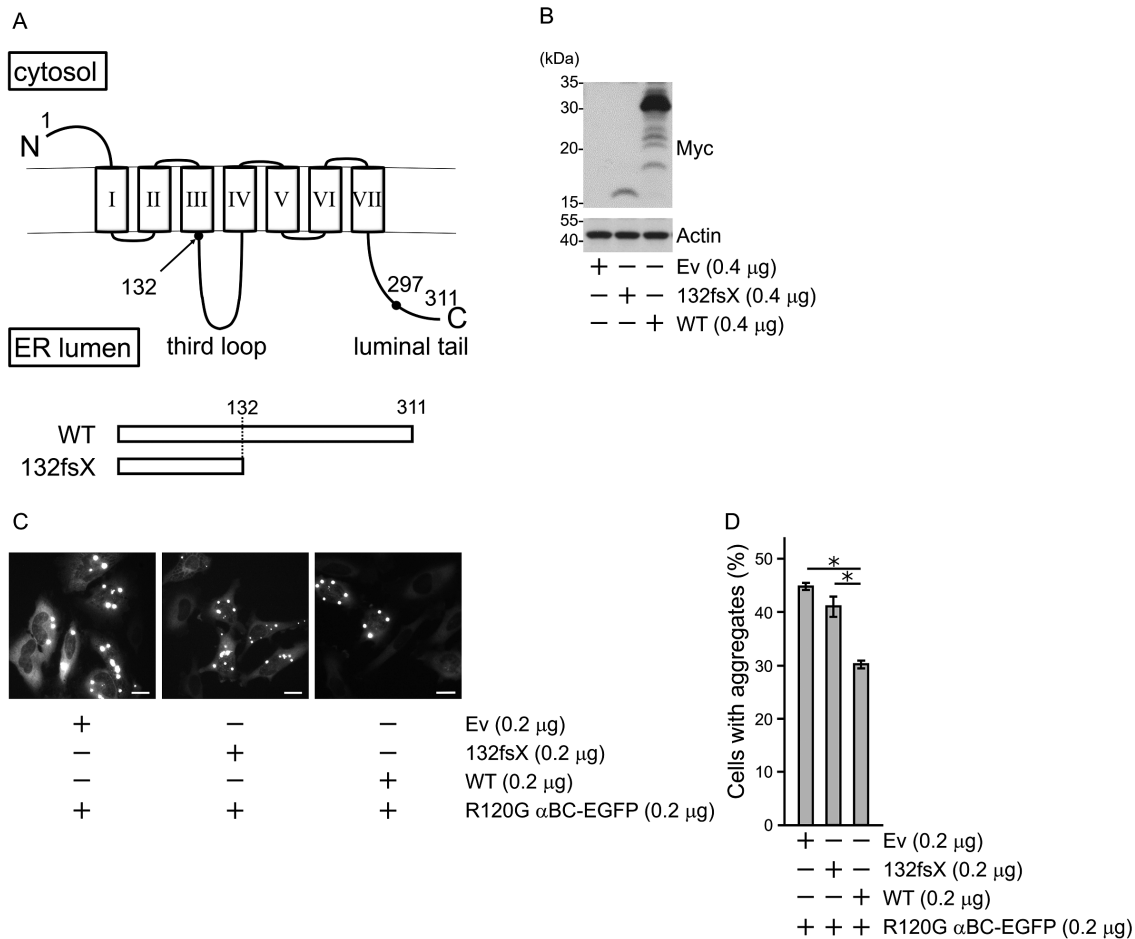 A
cytosol
N
1
I II III IV V VI VII
132
297
311
C
ER lumen
third loop
luminal tail
132
311
WT
132fsX
B
(kDa)
35-
30-
20-
15-
Myc
55-
40-
Actin
+ – – Ev (0.4 μg)
– + – 132fsX (0.4 μg)
– – + WT (0.4 μg)
C
+ – – Ev (0.2 μg)
– + – 132fsX (0.2 μg)
– – + WT (0.2 μg)
+ + + R120G αBC-EGFP (0.2 μg)
D
Cells with aggregates (%)
50
40
30
20
10
0
*
*
+ – – Ev (0.2 μg)
– + – 132fsX (0.2 μg)
– – + WT (0.2 μg)
+ + + R120G αBC-EGFP (0.2 μg)